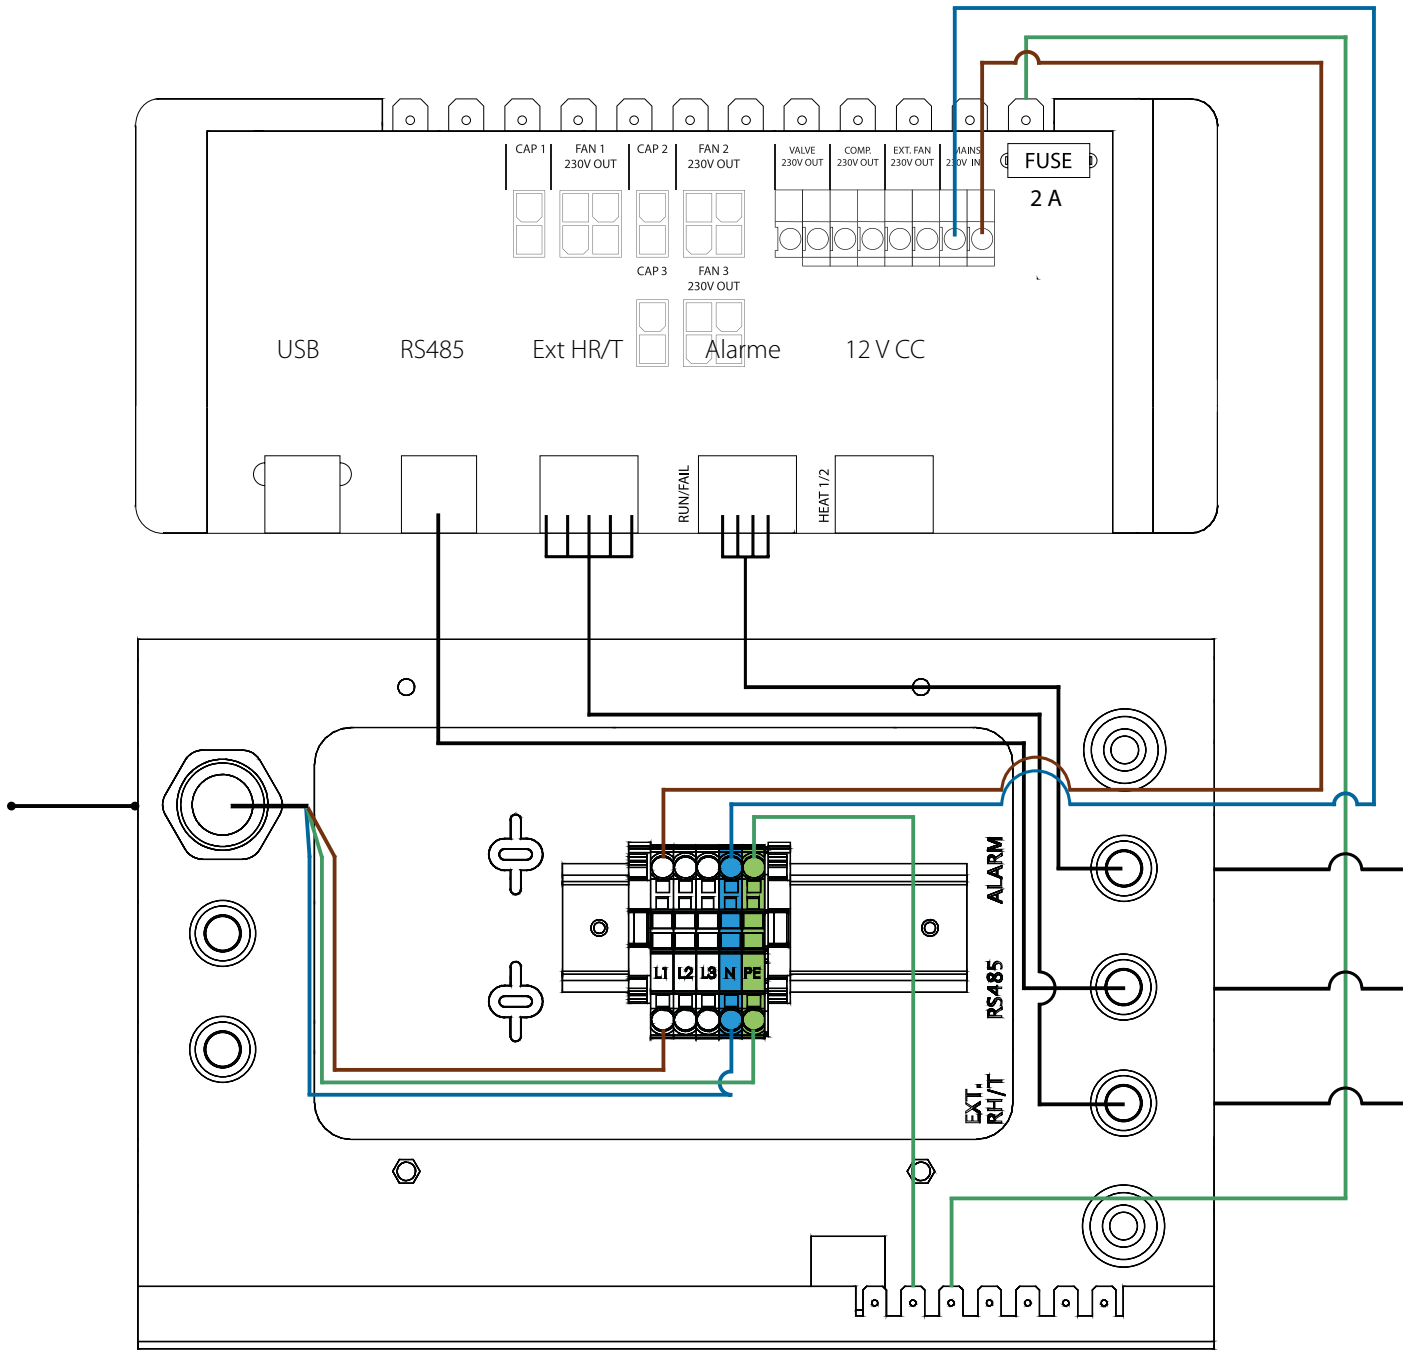 CAP 1
FAN 1
230V OUT
CAP 2
FAN 2
230V OUT
VALVE
230V OUT
COMP.
230V OUT
EXT. FAN
230V OUT
MAINS
230V IN
FUSE
2 A
CAP 3
FAN 3
230V OUT
USB
RS485
Ext HR/T
Alarme
12 V CC
RUN/FAIL
HEAT 1/2
ALARM
L1
L2
L3
N
PE
RS485
EXT.
RH/T